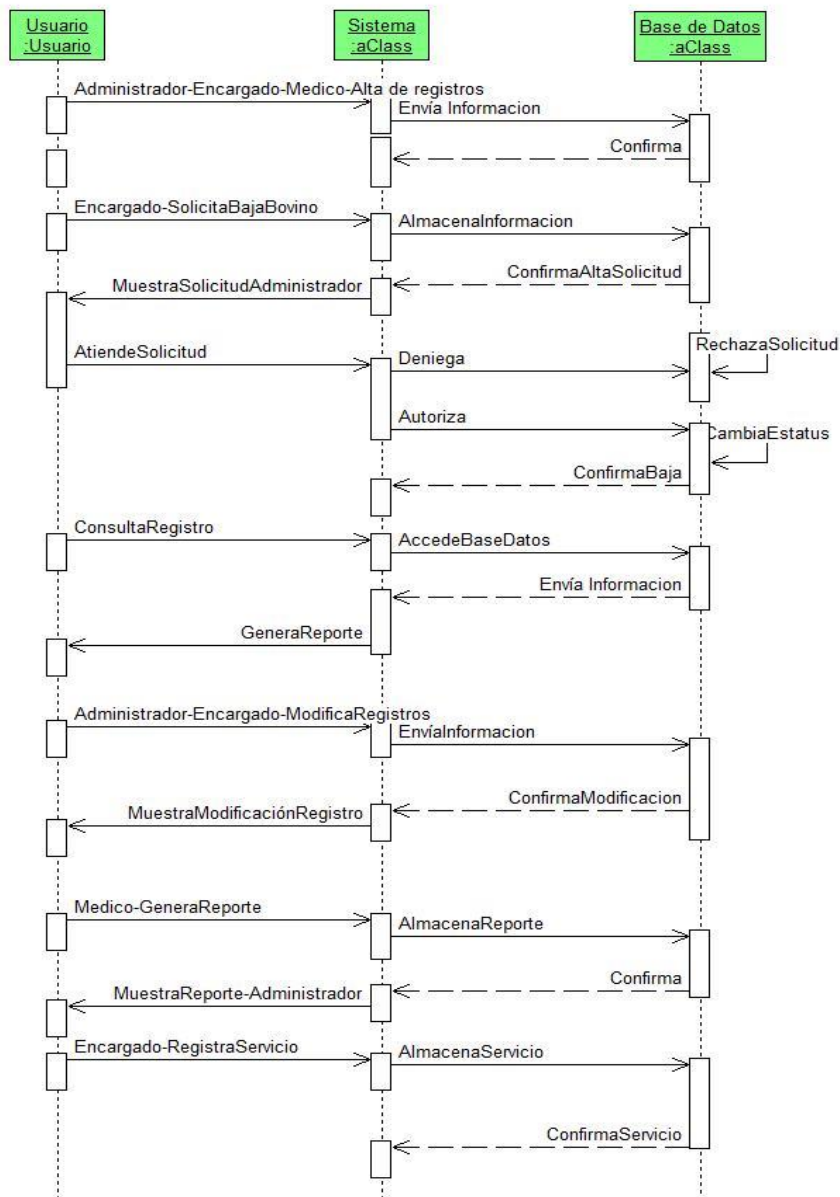 Usuario
:Usuario
Sistema
:aClass
Base de Datos
:aClass
Administrador-Encargado-Medico-Alta de registros
Envía Informacion
Confirma
Encargado-SolicitaBajaBovino
AlmacenaInformacion
ConfirmaAltaSolicitud
MuestraSolicitudAdministrador
RechazaSolicitud
AtiendeSolicitud
Deniega
Autoriza
CambiaEstatus
ConfirmaBaja
ConsultaRegistro
AccedeBaseDatos
Envía Informacion
GeneraReporte
Administrador-Encargado-ModificaRegistros
EnvíaInformacion
ConfirmaModificacion
MuestraModificaciónRegistro
Medico-GeneraReporte
AlmacenaReporte
Confirma
MuestraReporte-Administrador
Encargado-RegistraServicio
AlmacenaServicio
ConfirmaServicio